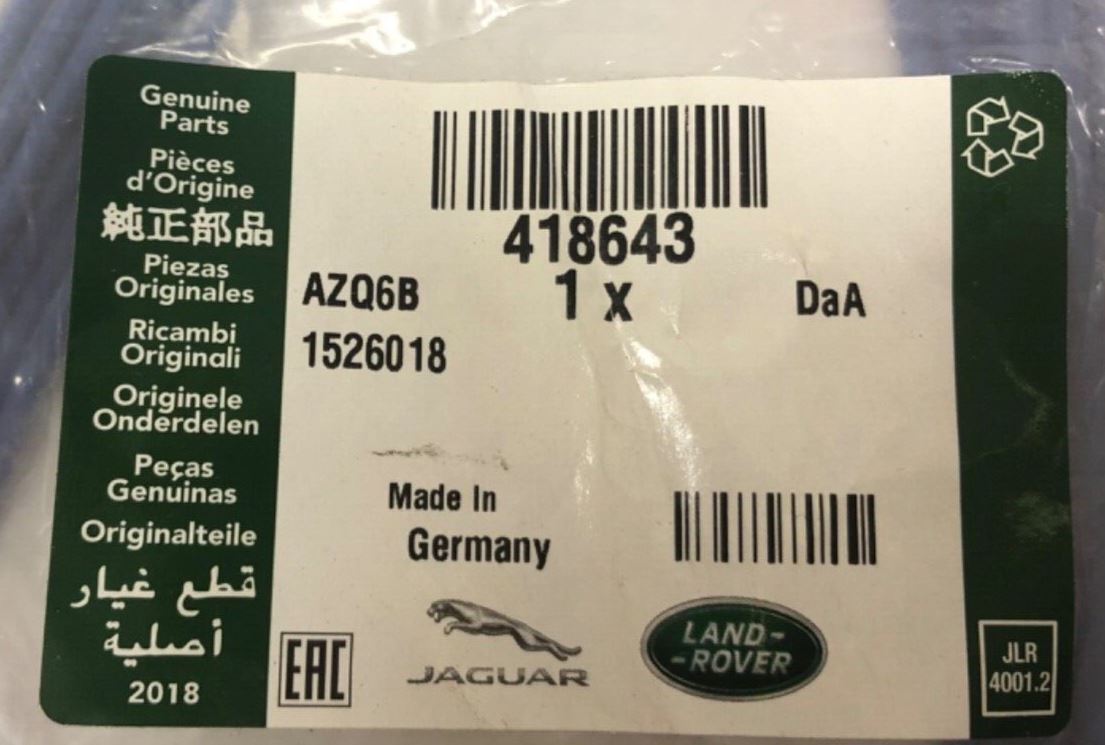 Genuine
Parts
Pièces
d'Origine
純正部品
Piezas
Originales
Ricambi
Originali
Originele
Onderdelen
Peças
Genuinas
Originalteile
قطع غيار
أصلية
2018
418643
AZQ6B
1 x
DaA
1526018
Made In
Germany
EAC
JAGUAR
LAND-
-ROVER
JLR
4001.2